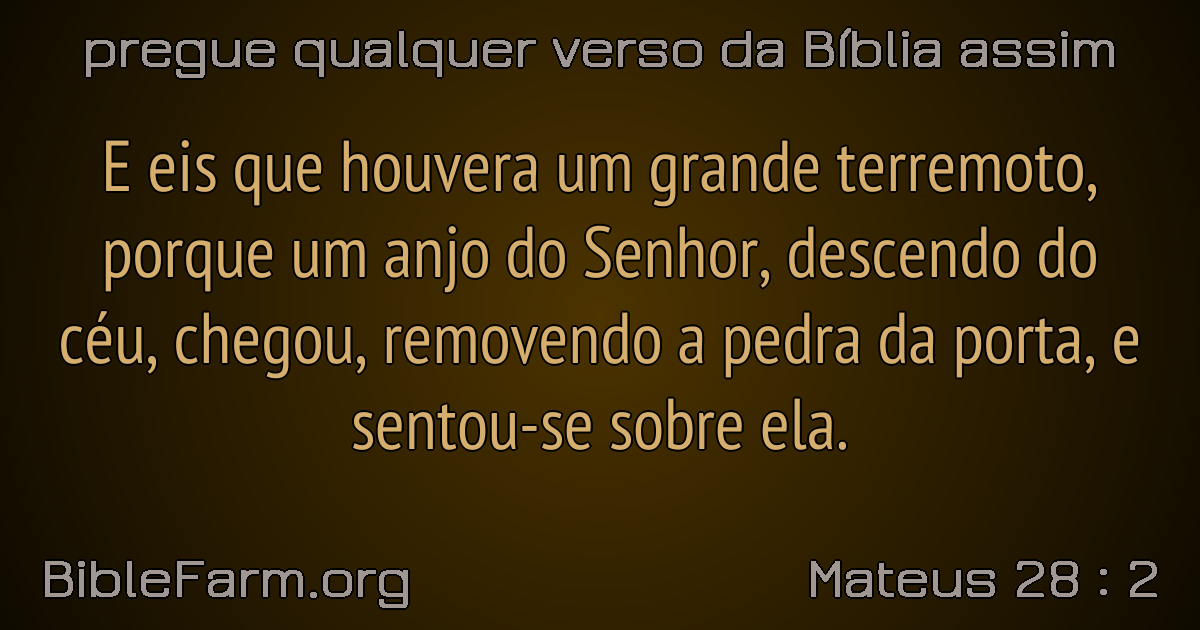 pregue qualquer verso da Bíblia assim
E eis que houvera um grande terremoto,
porque um anjo do Senhor, descendo do
céu, chegou, removendo a pedra da porta, e
sentou-se sobre ela.
BibleFarm.org
Mateus 28 : 2